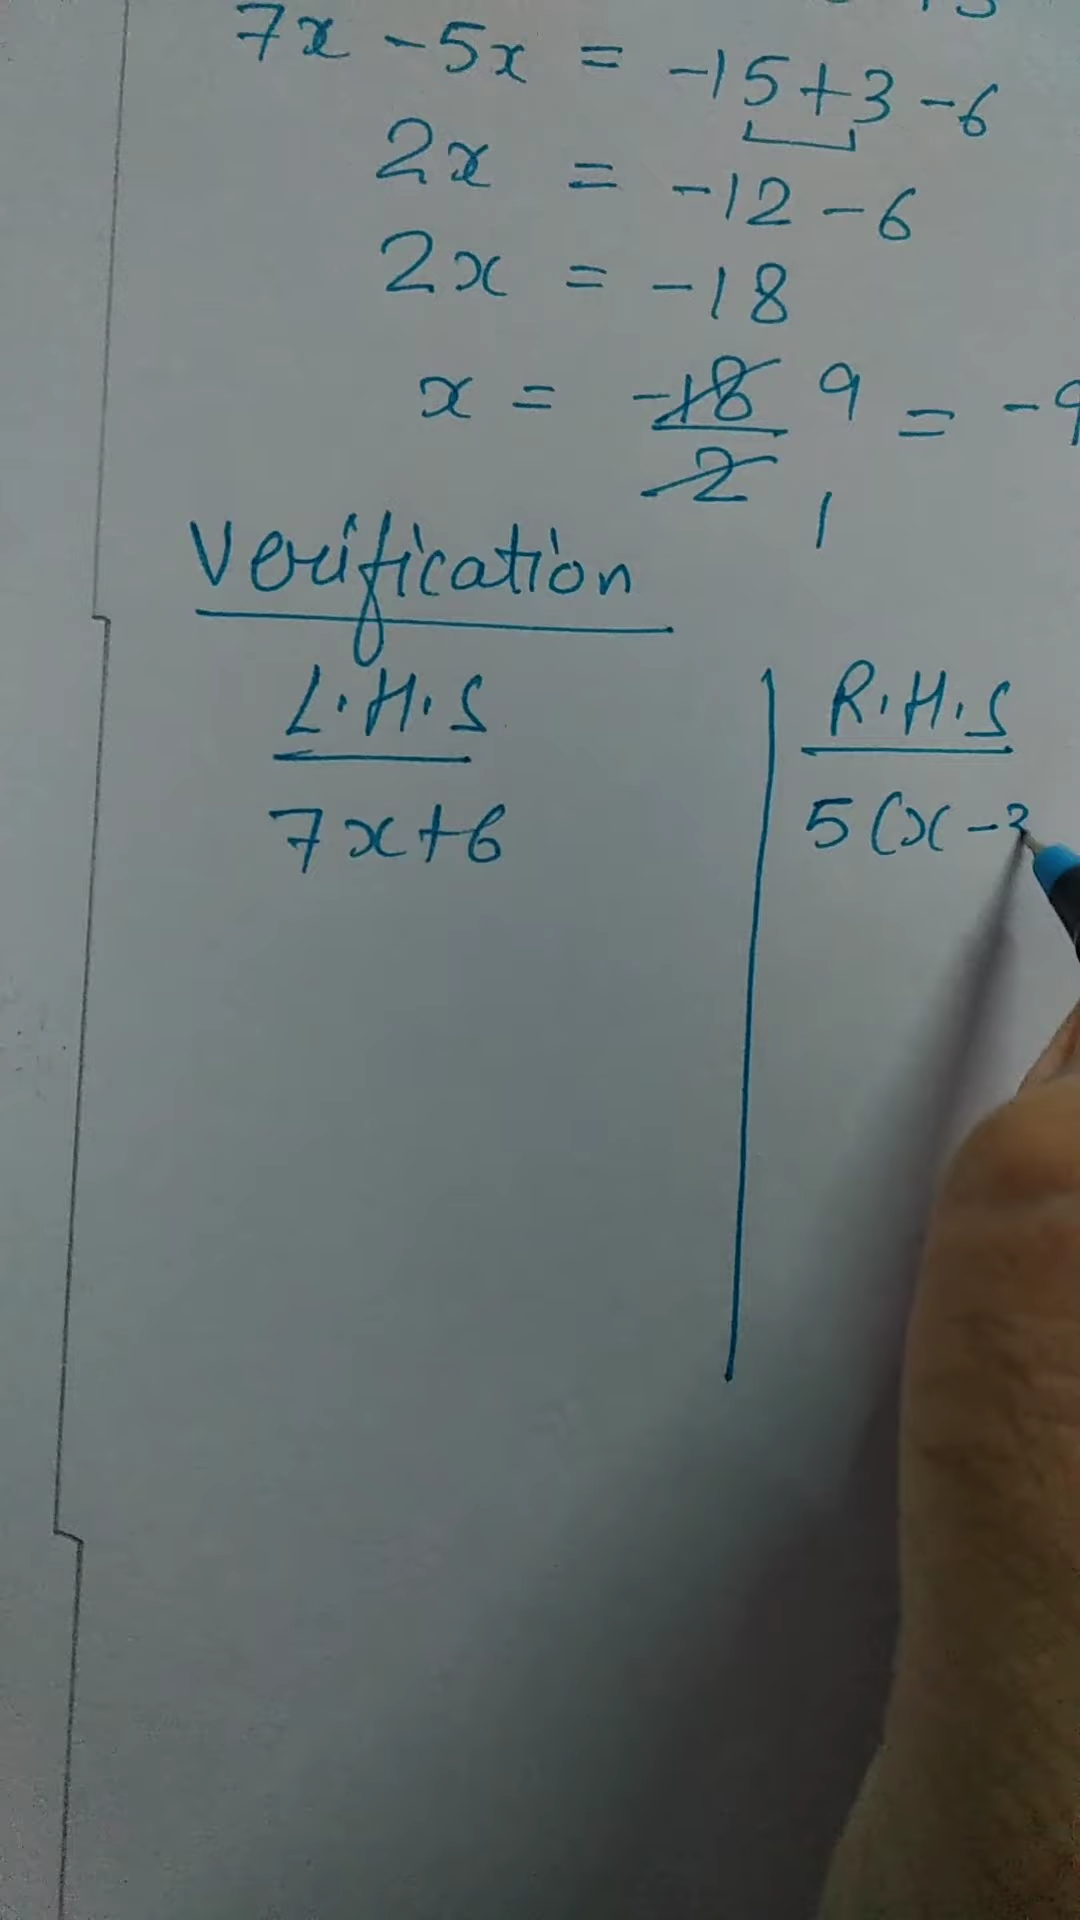 7x - 5x = -15+3 -6
2x = -12 -6
2x = -18
x = -18 9 = -9
2 1
Verification
L.H.S R.H.S
7x+6 5(x-3